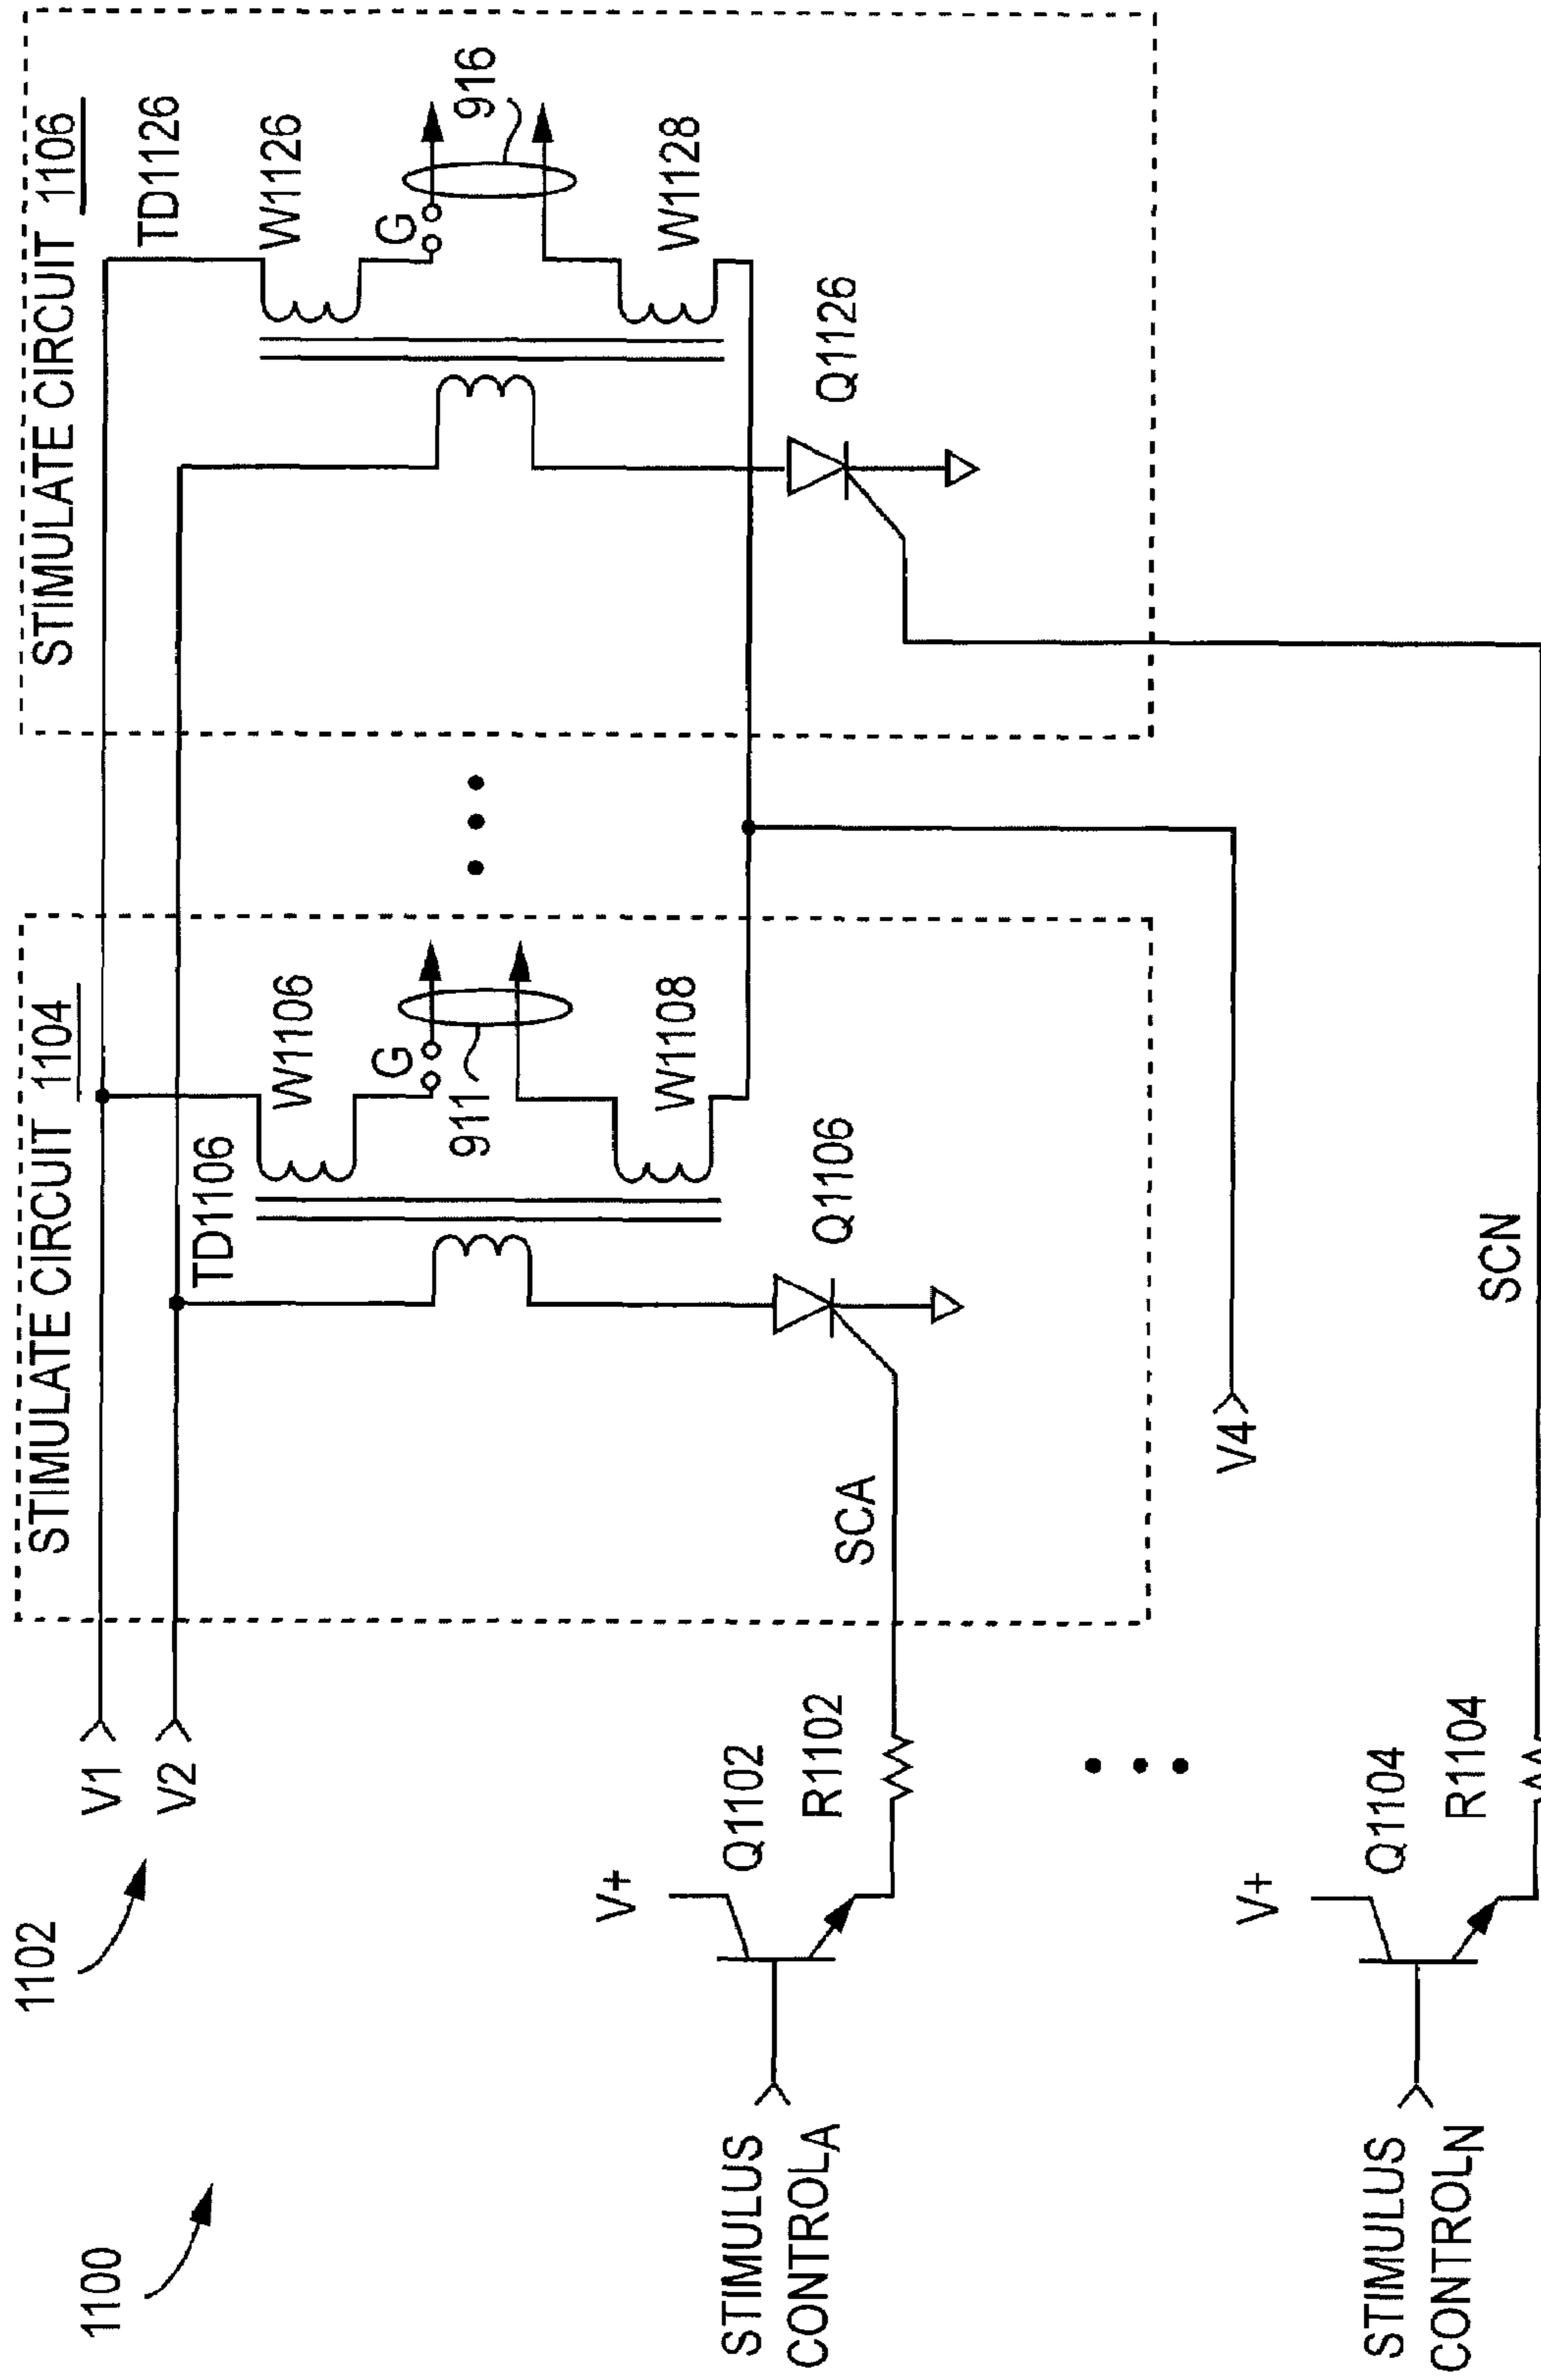 1100
1102
V1
V2
STIMULATE CIRCUIT 1104
TD1106
W1106
G
911
W1108
Q1106
SCA
STIMULATE CIRCUIT 1106
TD1126
W1126
G
916
W1128
Q1126
V+
Q1102
R1102
STIMULUS
CONTROLA
V4
V+
Q1104
R1104
SCN
STIMULUS
CONTROLN